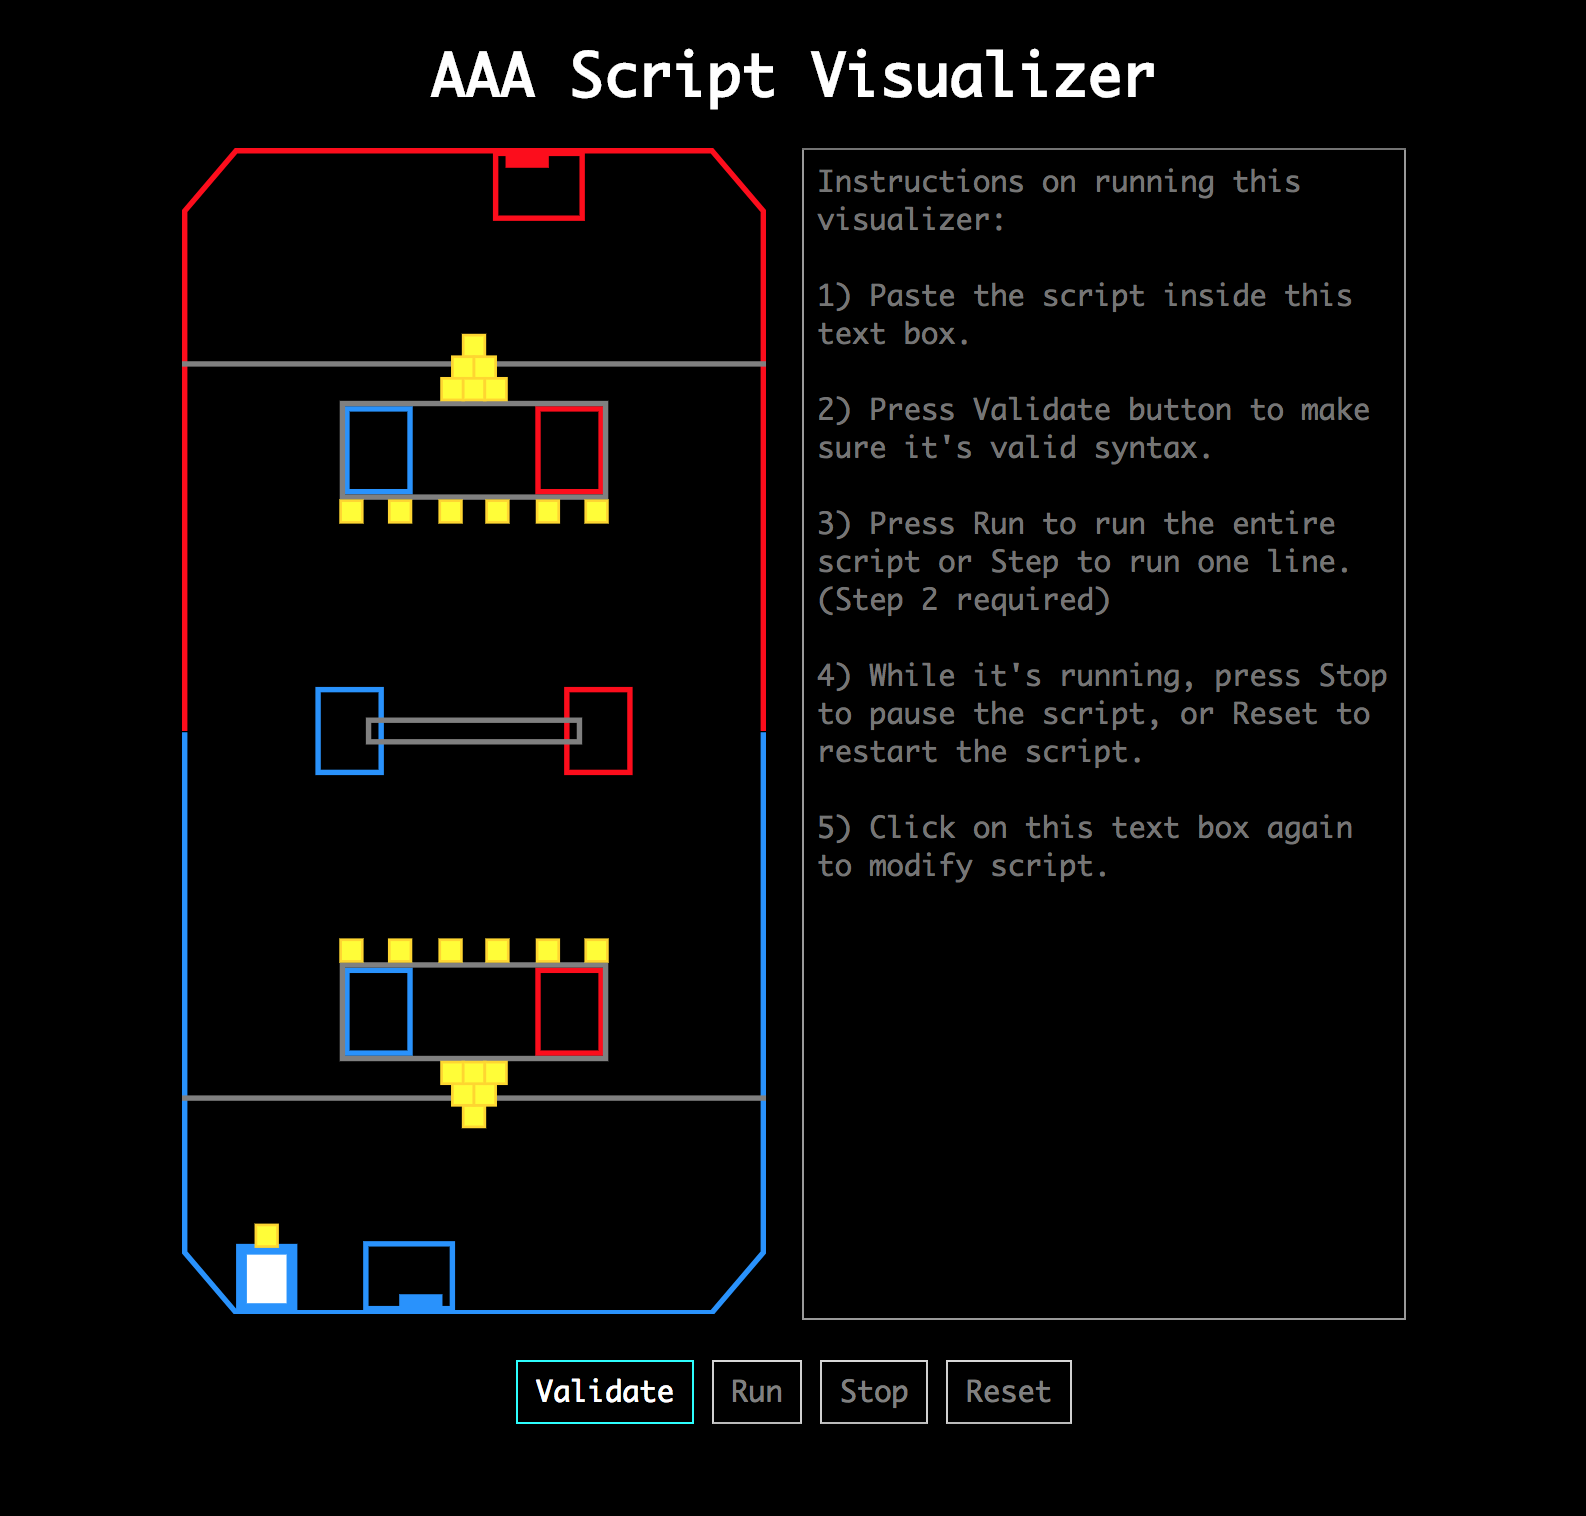 AAA Script Visualizer
Instructions on running this
visualizer:
1) Paste the script inside this
text box.
2) Press Validate button to make
sure it's valid syntax.
3) Press Run to run the entire
script or Step to run one line.
(Step 2 required)
4) While it's running, press Stop
to pause the script, or Reset to
restart the script.
5) Click on this text box again
to modify script.
Validate
Run
Stop
Reset